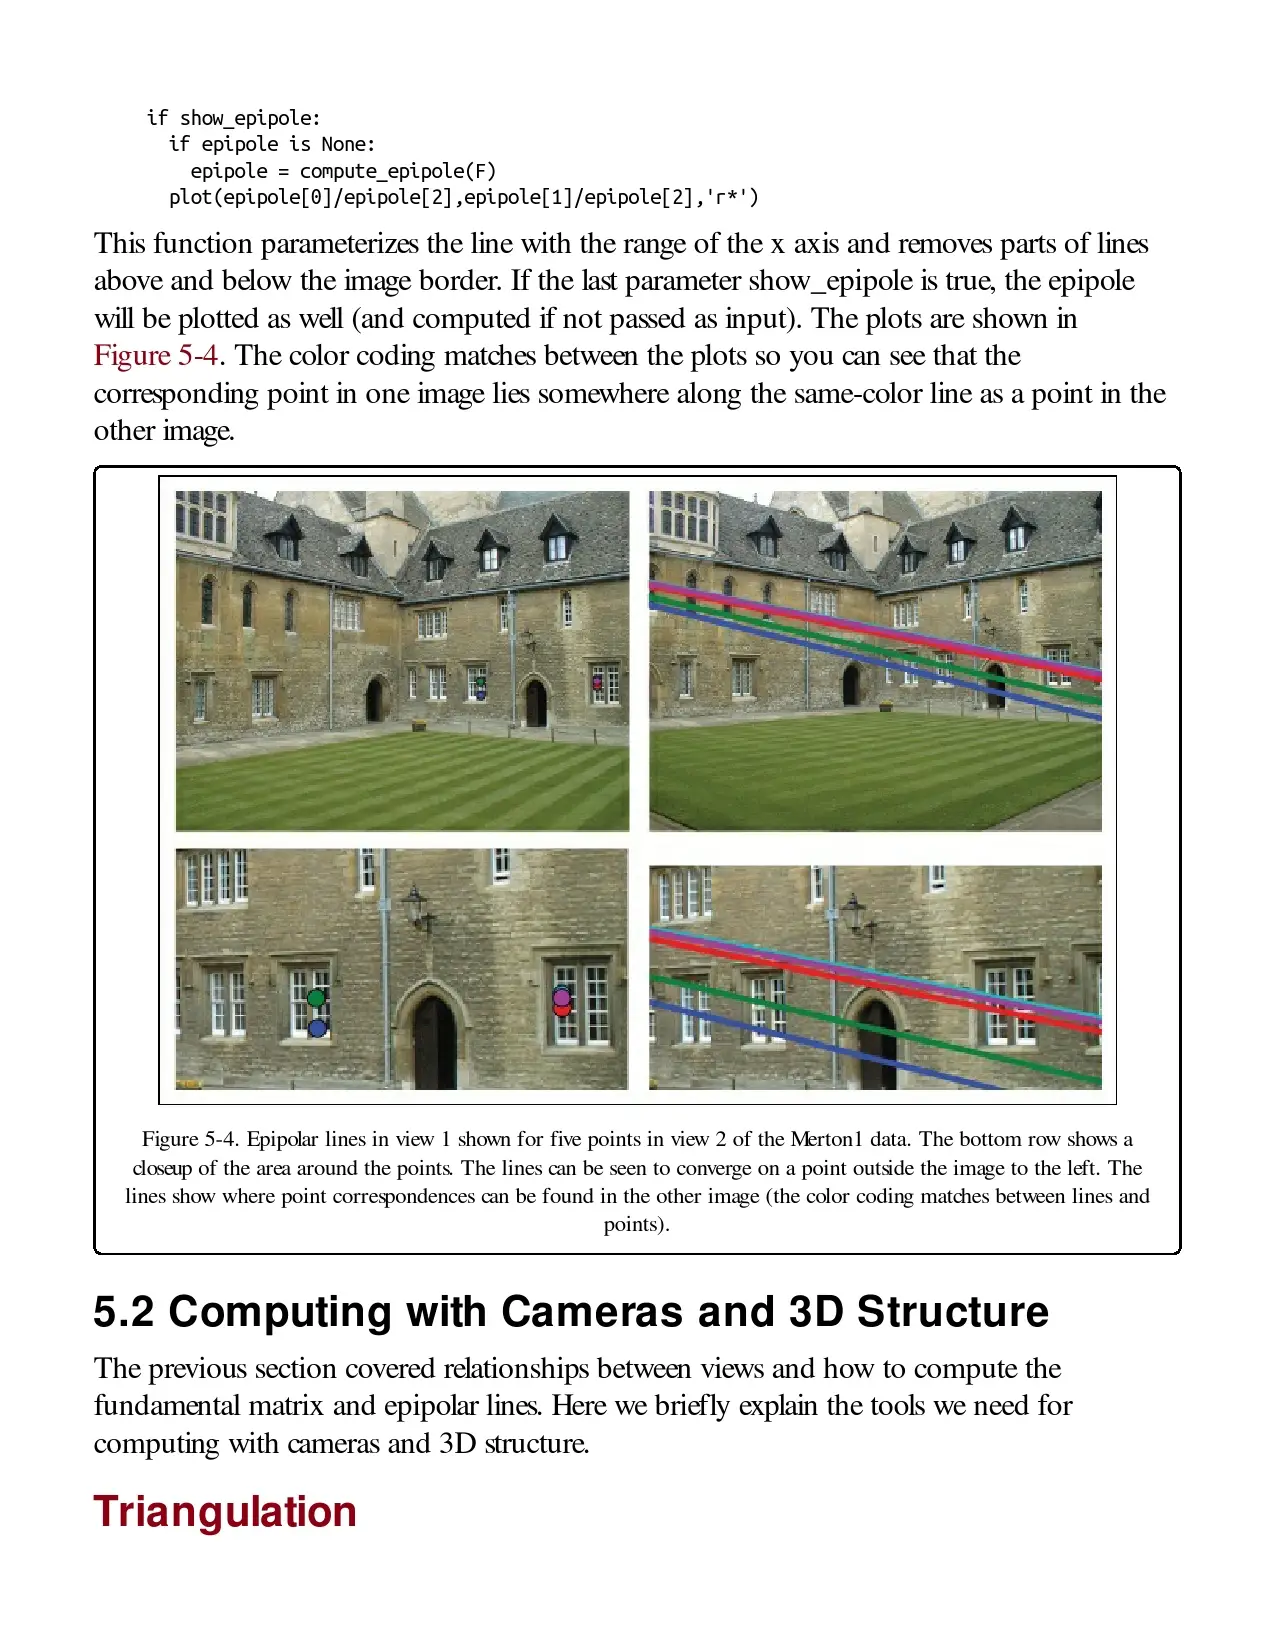 if show_epipole:
if epipole is None:
epipole = compute_epipole(F)
plot(epipole[0]/epipole[2],epipole[1]/epipole[2],'r*')
This function parameterizes the line with the range of the x axis and removes parts of lines
above and below the image border. If the last parameter show_epipole is true, the epipole
will be plotted as well (and computed if not passed as input). The plots are shown in
Figure 5-4. The color coding matches between the plots so you can see that the
corresponding point in one image lies somewhere along the same-color line as a point in the
other image.
Figure 5-4. Epipolar lines in view 1 shown for five points in view 2 of the Merton1 data. The bottom row shows a
closeup of the area around the points. The lines can be seen to converge on a point outside the image to the left. The
lines show where point correspondences can be found in the other image (the color coding matches between lines and
points).
5.2 Computing with Cameras and 3D Structure
The previous section covered relationships between views and how to compute the
fundamental matrix and epipolar lines. Here we briefly explain the tools we need for
computing with cameras and 3D structure.
Triangulation